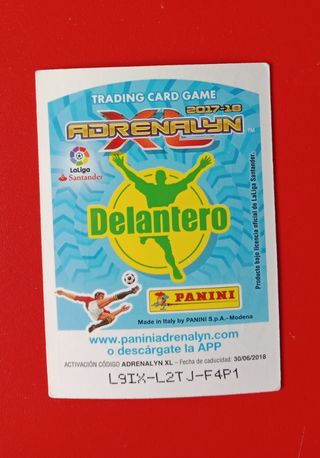 TRADING CARD GAME
2017-18
ADRENALYN XL™
LaLiga
Santander
Delantero
PANINI
Made in Italy by PANINI S.p.A. - Modena
Producto bajo licencia oficial de LaLiga Santander.
www.paniniadrenalyn.com
o descárgate la APP
ACTIVACIÓN CÓDIGO ADRENALYN XL – Fecha de caducidad: 30/06/2018
L9IX-L2TJ-F4P1